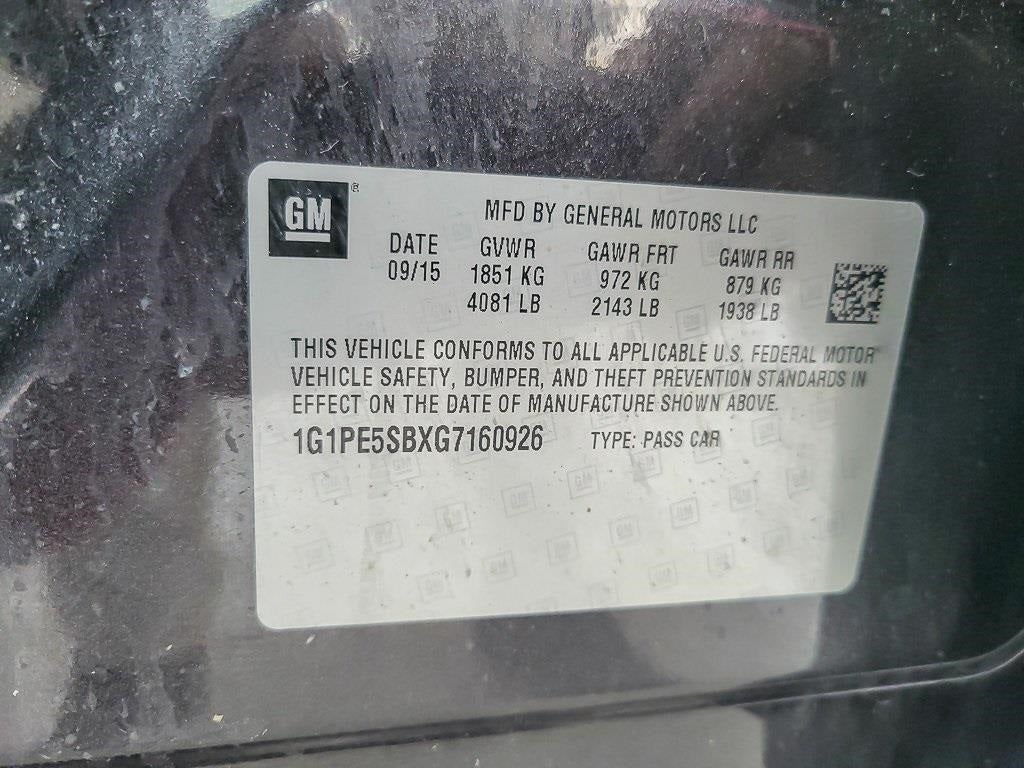 GM ®
MFD BY GENERAL MOTORS LLC
DATE GVWR GAWR FRT GAWR RR
09/15 1851 KG 972 KG 879 KG
4081 LB 2143 LB 1938 LB
THIS VEHICLE CONFORMS TO ALL APPLICABLE U.S. FEDERAL MOTOR
VEHICLE SAFETY, BUMPER, AND THEFT PREVENTION STANDARDS IN
EFFECT ON THE DATE OF MANUFACTURE SHOWN ABOVE.
1G1PE5SBXG7160926 TYPE: PASS CAR